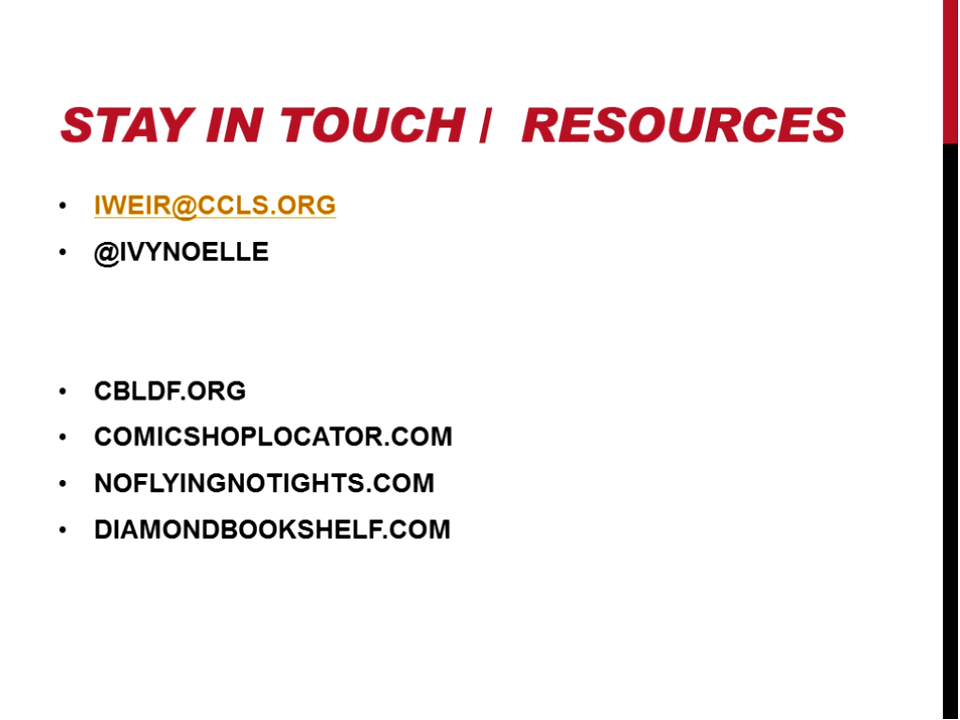 STAY IN TOUCH / RESOURCES
• IWEIR@CCLS.ORG
• @IVYNOELLE
• CBLDF.ORG
• COMICSHOPLOCATOR.COM
• NOFLYINGNOTIGHTS.COM
• DIAMONDBOOKSHELF.COM